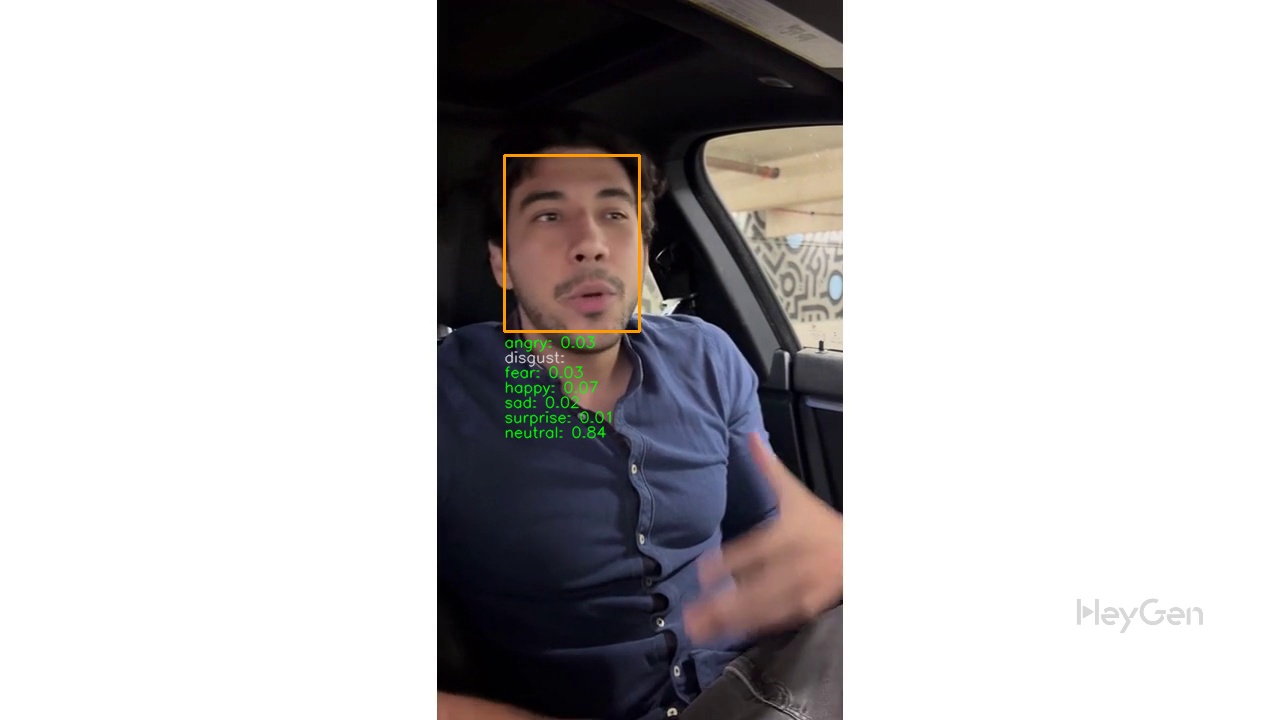 angry: 0.03
disgust:
fear: 0.03
happy: 0.07
sad: 0.02
surprise: 0.01
neutral: 0.84
HeyGen